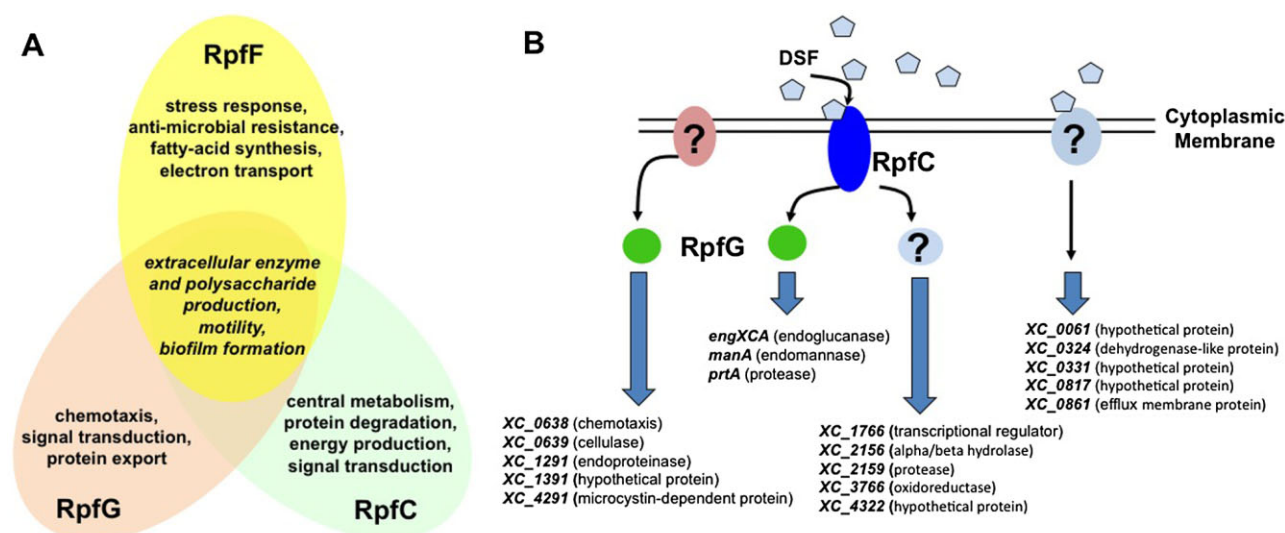 A
RpfF
stress response,
anti-microbial resistance,
fatty-acid synthesis,
electron transport
extracellular enzyme
and polysaccharide
production,
motility,
biofilm formation
chemotaxis,
signal transduction,
protein export
RpfG
central metabolism,
protein degradation,
energy production,
signal transduction
RpfC
B
DSF
Cytoplasmic
Membrane
?
RpfC
?
RpfG
?
engXCA (endoglucanase)
manA (endomannase)
prtA (protease)
XC_0061 (hypothetical protein)
XC_0324 (dehydrogenase-like protein)
XC_0331 (hypothetical protein)
XC_0817 (hypothetical protein)
XC_0861 (efflux membrane protein)
XC_0638 (chemotaxis)
XC_0639 (cellulase)
XC_1291 (endoproteinase)
XC_1391 (hypothetical protein)
XC_4291 (microcystin-dependent protein)
XC_1766 (transcriptional regulator)
XC_2156 (alpha/beta hydrolase)
XC_2159 (protease)
XC_3766 (oxidoreductase)
XC_4322 (hypothetical protein)